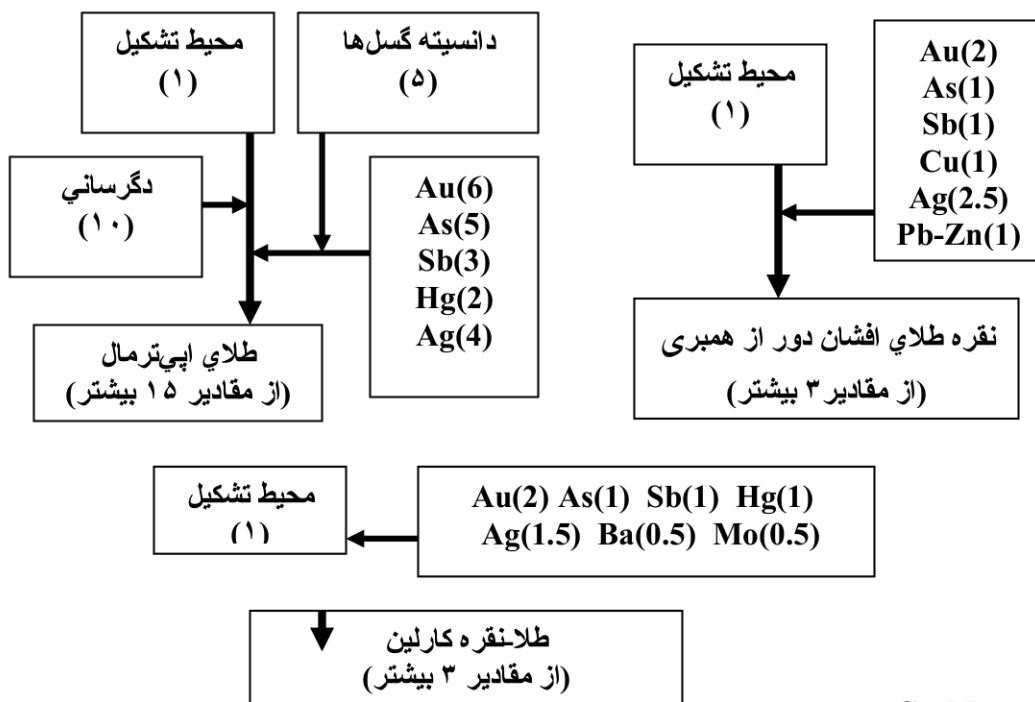 محیط تشکیل
(۱)
دانسیته گسل‌ها
(۵)
دگرساني
(۱۰)
Au(6)
As(5)
Sb(3)
Hg(2)
Ag(4)
طلاي اپي‌ترمال
(از مقادیر ۱۵ بیشتر)
محیط تشکیل
(۱)
Au(2)
As(1)
Sb(1)
Cu(1)
Ag(2.5)
Pb-Zn(1)
نقره طلاي افشان دور از همبری
(از مقادیر ۳ بیشتر)
محیط تشکیل
(۱)
Au(2) As(1) Sb(1) Hg(1)
Ag(1.5) Ba(0.5) Mo(0.5)
طلا-نقره کارلین
(از مقادیر ۳ بیشتر)